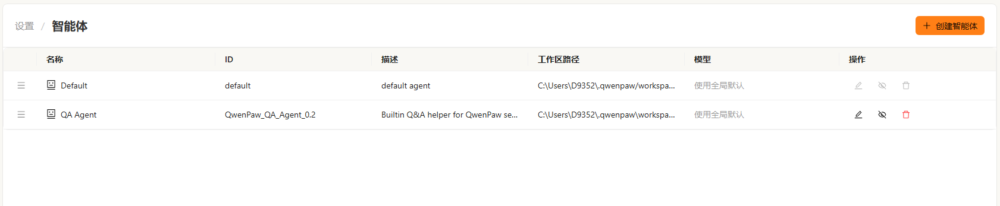 设置 / 智能体
+ 创建智能体
名称 ID 描述 工作区路径 模型 操作
Default default default agent C:\Users\D9352\.qwenpaw/workspa... 使用全局默认
QA Agent QwenPaw_QA_Agent_0.2 Builtin Q&A helper for QwenPaw se... C:\Users\D9352\.qwenpaw\workspa... 使用全局默认